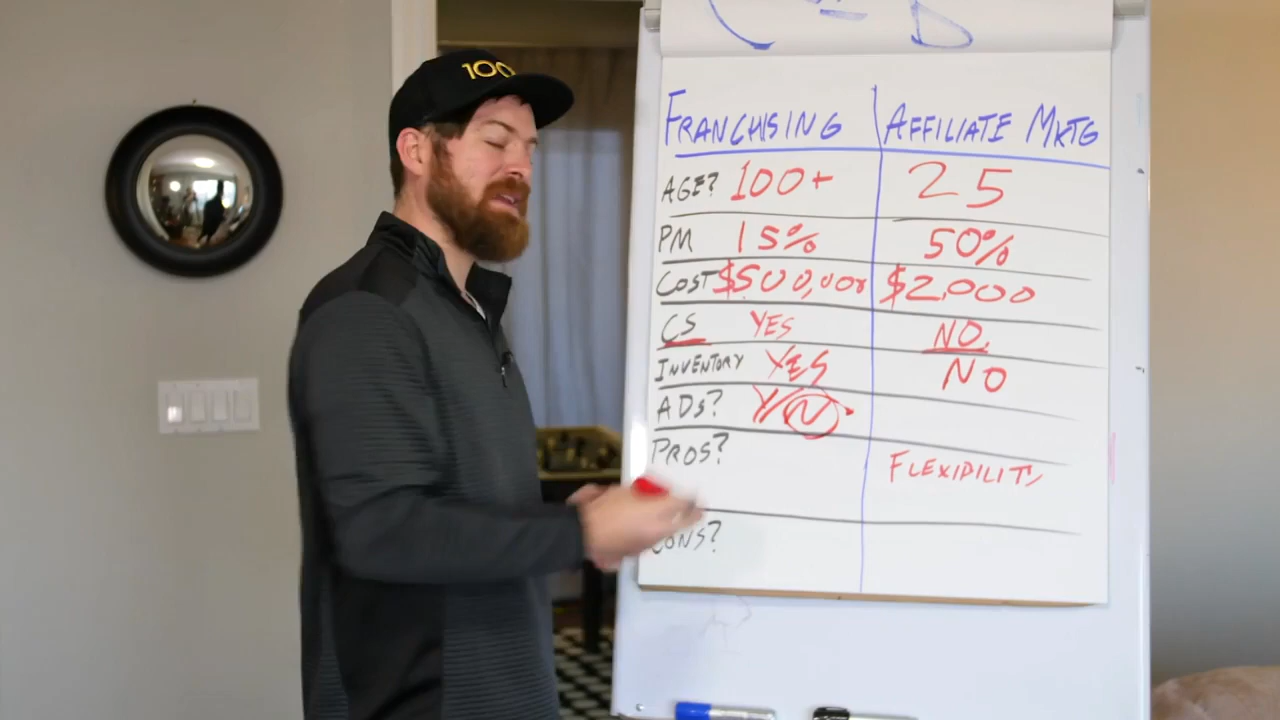 100
FRANCHISING AFFILIATE MKTG
AGE? 100+ 25
PM 15% 50%
COST $500,000 $2,000
CS YES NO.
INVENTORY YES NO
ADS? Y/N
PROS? FLEXIBILITY
CONS?